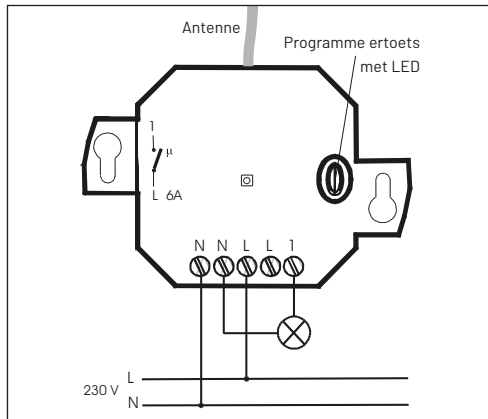 Antenne
Programme ertoets
met LED
1
µ
L 6A
N N L L 1
L
230 V
N